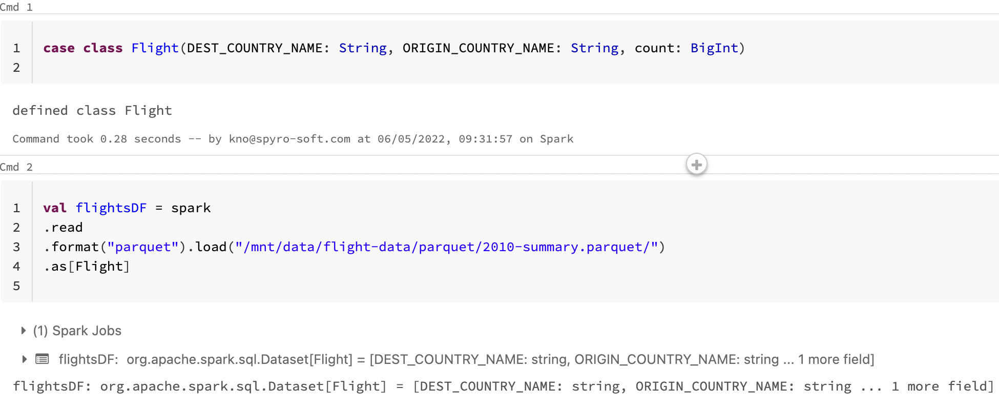 Cmd 1
1 case class Flight(DEST_COUNTRY_NAME: String, ORIGIN_COUNTRY_NAME: String, count: BigInt)
2
defined class Flight
Command took 0.28 seconds -- by kno@spyro-soft.com at 06/05/2022, 09:31:57 on Spark
Cmd 2
1 val flightsDF = spark
2 .read
3 .format("parquet").load("/mnt/data/flight-data/parquet/2010-summary.parquet/")
4 .as[Flight]
5
(1) Spark Jobs
flightsDF: org.apache.spark.sql.Dataset[Flight] = [DEST_COUNTRY_NAME: string, ORIGIN_COUNTRY_NAME: string ... 1 more field]
flightsDF: org.apache.spark.sql.Dataset[Flight] = [DEST_COUNTRY_NAME: string, ORIGIN_COUNTRY_NAME: string ... 1 more field]